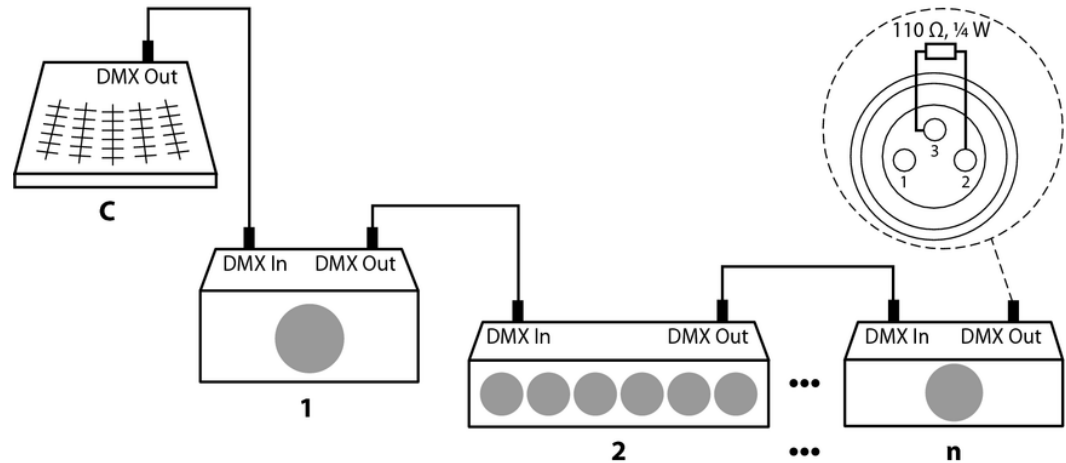 110 Ω, ¼ W
3
1
2
DMX Out
C
DMX In
DMX Out
1
DMX In
DMX Out
•••
2
•••
DMX In
DMX Out
n